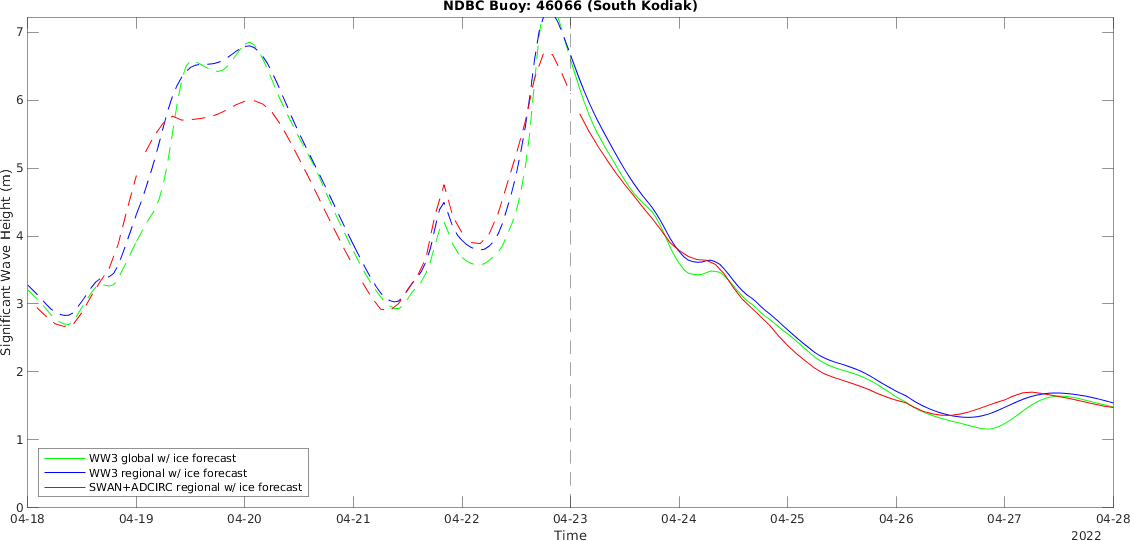 NDBC Buoy: 46066 (South Kodiak)
7
6
5
4
3
2
1
0
Significant Wave Height (m)
WW3 global w/ ice forecast
WW3 regional w/ ice forecast
SWAN+ADCIRC regional w/ ice forecast
04-18 04-19 04-20 04-21 04-22 04-23 04-24 04-25 04-26 04-27 04-28
Time
2022